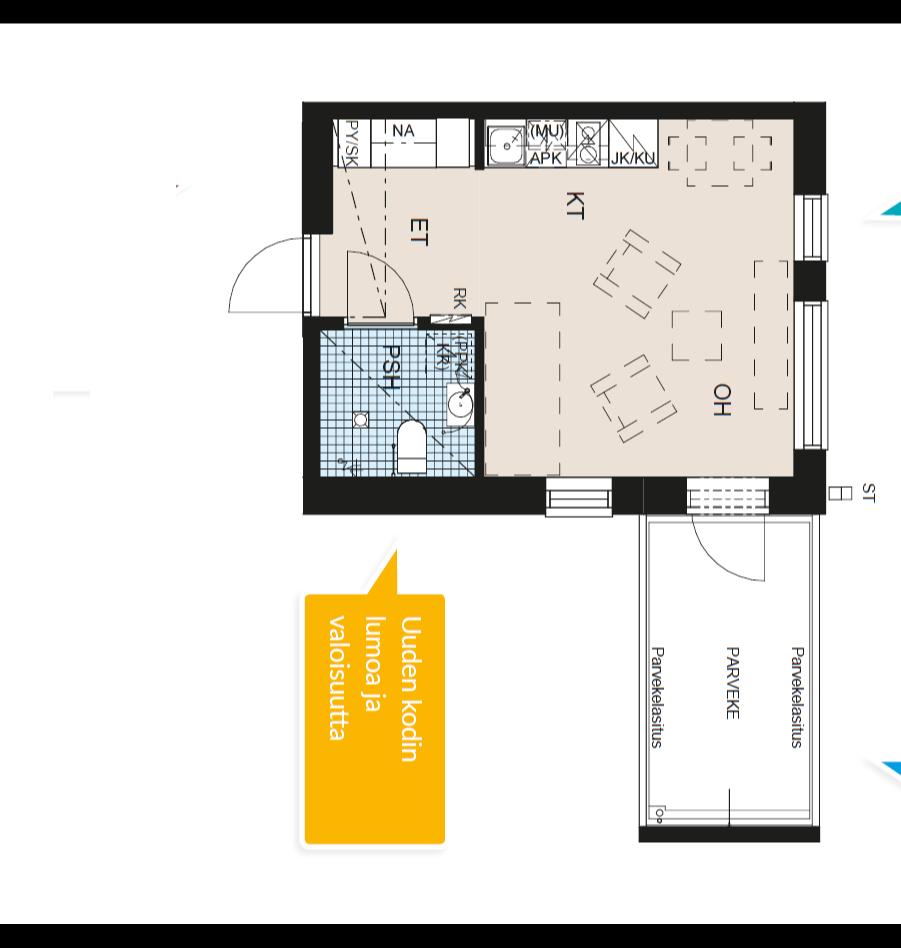 PY/SK
NA
(MU)
APK
JK/KU
ET
KT
RK
PSH
(PPK/
KR)
OH
ST
Parvekelasitus
PARVEKE
Parvekelasitus
Uuden kodin
lumoa ja
valoisuutta